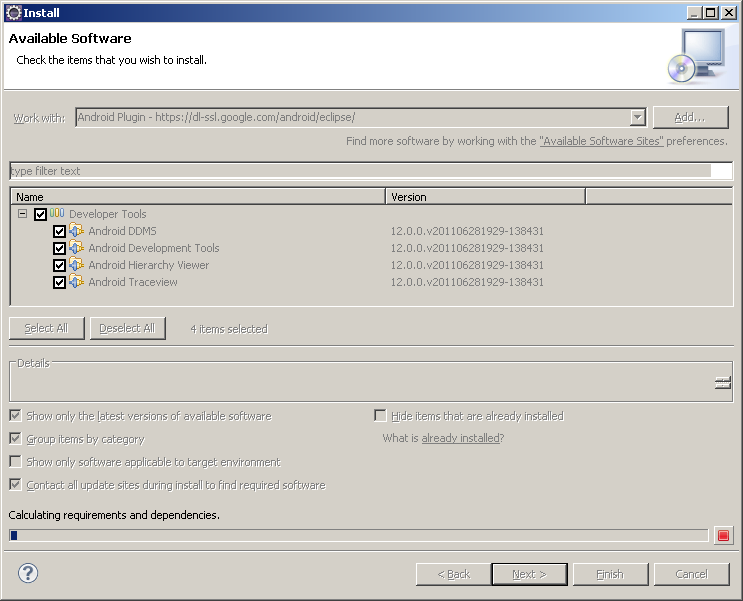 Install
Available Software
Check the items that you wish to install.
Work with: Android Plugin - https://dl-ssl.google.com/android/eclipse/ Add...
Find more software by working with the "Available Software Sites" preferences.
type filter text
Name Version
Developer Tools
Android DDMS 12.0.0.v201106281929-138431
Android Development Tools 12.0.0.v201106281929-138431
Android Hierarchy Viewer 12.0.0.v201106281929-138431
Android Traceview 12.0.0.v201106281929-138431
Select All Deselect All 4 items selected
Details
Show only the latest versions of available software Hide items that are already installed
Group items by category What is already installed?
Show only software applicable to target environment
Contact all update sites during install to find required software
Calculating requirements and dependencies.
? < Back Next > Finish Cancel